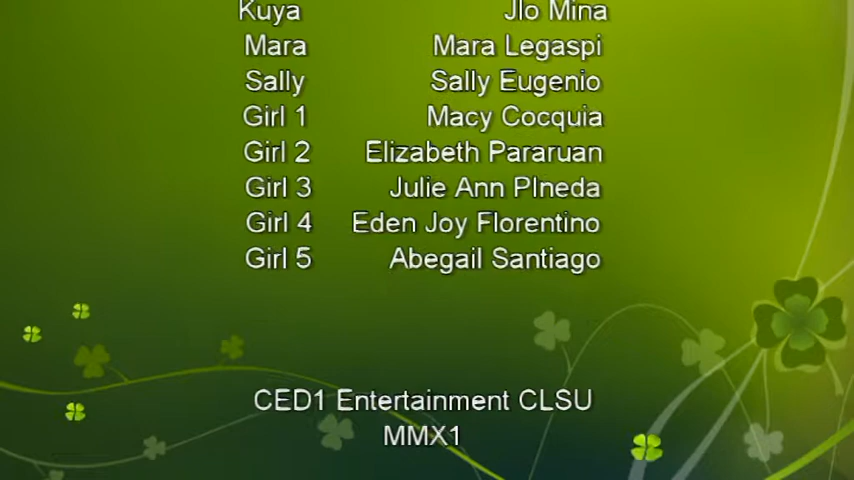 Kuya Jlo Mina
Mara Mara Legaspi
Sally Sally Eugenio
Girl 1 Macy Cocquia
Girl 2 Elizabeth Pararuan
Girl 3 Julie Ann PIneda
Girl 4 Eden Joy Florentino
Girl 5 Abegail Santiago
CED1 Entertainment CLSU
MMX1